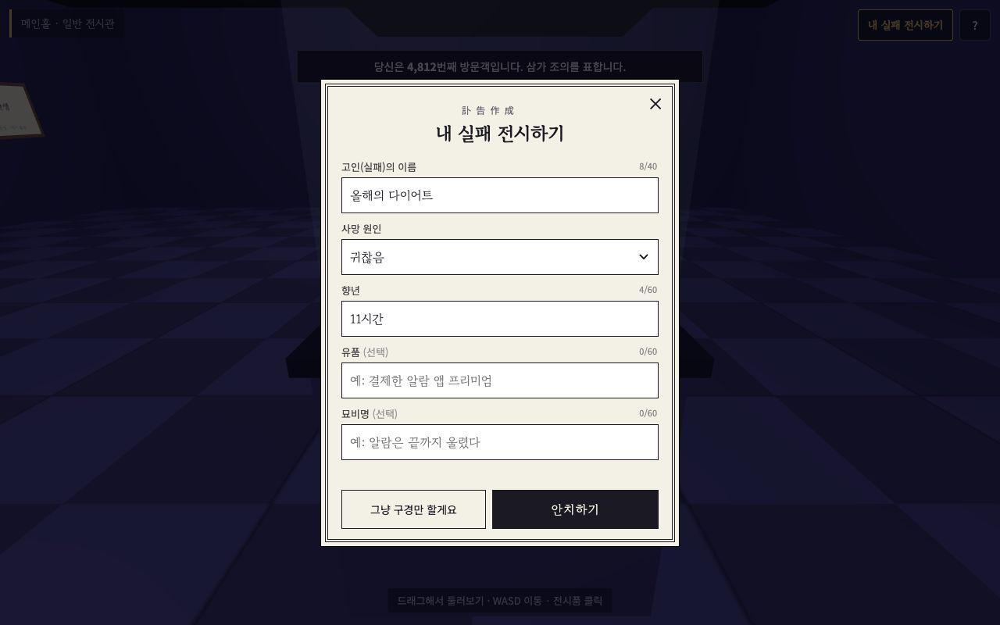 메인홀 · 일반 전시관
내 실패 전시하기
?
당신은 4,812번째 방문객입니다. 삼가 조의를 표합니다.
訃告作成
내 실패 전시하기
고인(실패)의 이름
8/40
올해의 다이어트
사망 원인
귀찮음
향년
4/60
11시간
유품 (선택)
0/60
예: 결제한 알람 앱 프리미엄
묘비명 (선택)
0/60
예: 알람은 끝까지 울렸다
그냥 구경만 할게요
안치하기
드래그해서 둘러보기 · WASD 이동 · 전시품 클릭